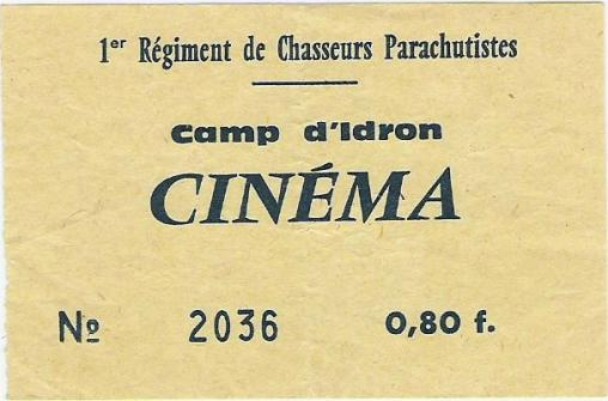 1er Régiment de Chasseurs Parachutistes
Camp d'Idron
CINÉMA
Nº 2036 0,80 f.